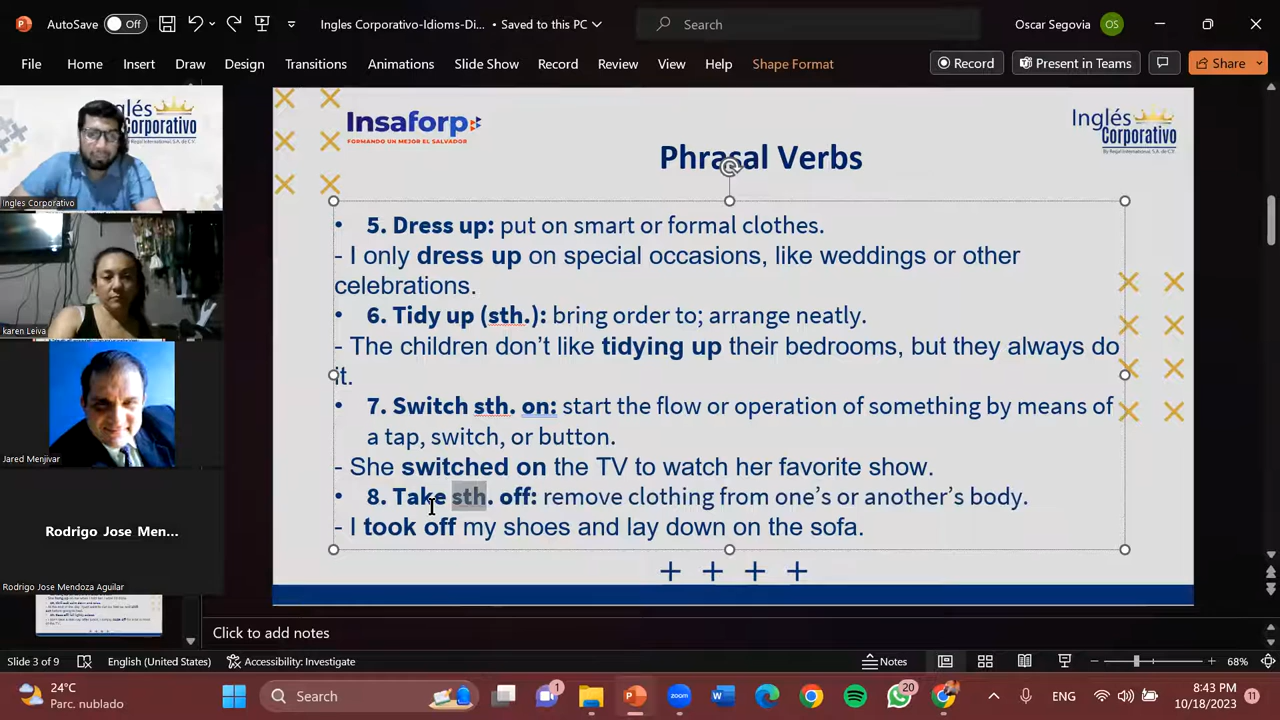 AutoSave Off Ingles Corporativo-Idioms-Di... • Saved to this PC Search Oscar Segovia OS
File Home Insert Draw Design Transitions Animations Slide Show Record Review View Help Shape Format Record Present in Teams Share
Inglés Corporativo
Ingles Corporativo
karen Leiva
Jared Menjivar
Rodrigo Jose Men...
Rodrigo Jose Mendoza Aguilar
Insaforp
FORMANDO UN MEJOR EL SALVADOR
Inglés Corporativo
Phrasal Verbs
• 5. Dress up: put on smart or formal clothes.
- I only dress up on special occasions, like weddings or other
celebrations.
• 6. Tidy up (sth.): bring order to; arrange neatly.
- The children don't like tidying up their bedrooms, but they always do
it.
• 7. Switch sth. on: start the flow or operation of something by means of
a tap, switch, or button.
- She switched on the TV to watch her favorite show.
• 8. Take sth. off: remove clothing from one's or another's body.
- I took off my shoes and lay down on the sofa.
+ + + +
Click to add notes
Slide 3 of 9 English (United States) Accessibility: Investigate Notes 68%
24°C
Parc. nublado
Search
1
20
ENG
8:43 PM
10/18/2023
11